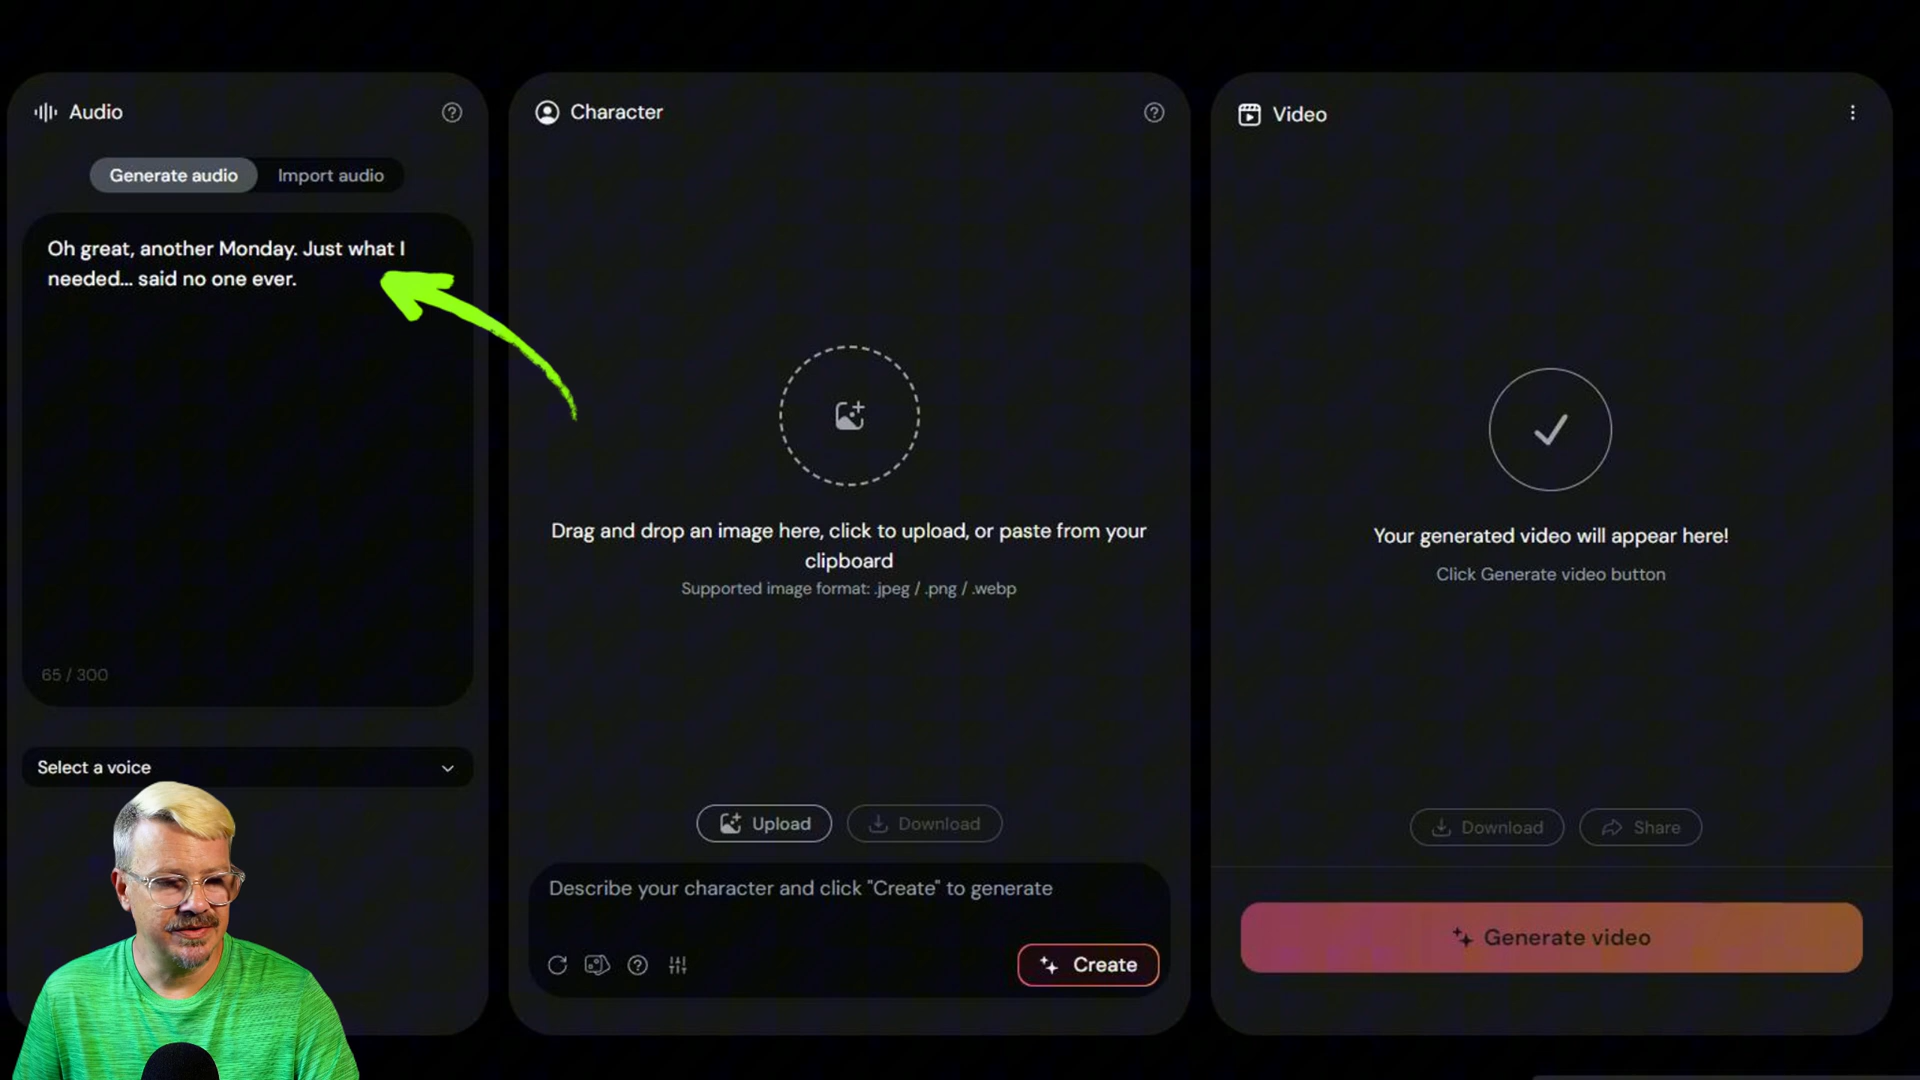 Audio
Generate audio
Import audio
Oh great, another Monday. Just what I
needed... said no one ever.
65 / 300
Select a voice
Character
Drag and drop an image here, click to upload, or paste from your
clipboard
Supported image format: .jpeg / .png / .webp
Upload
Download
Describe your character and click "Create" to generate
Create
Video
Your generated video will appear here!
Click Generate video button
Download
Share
Generate video